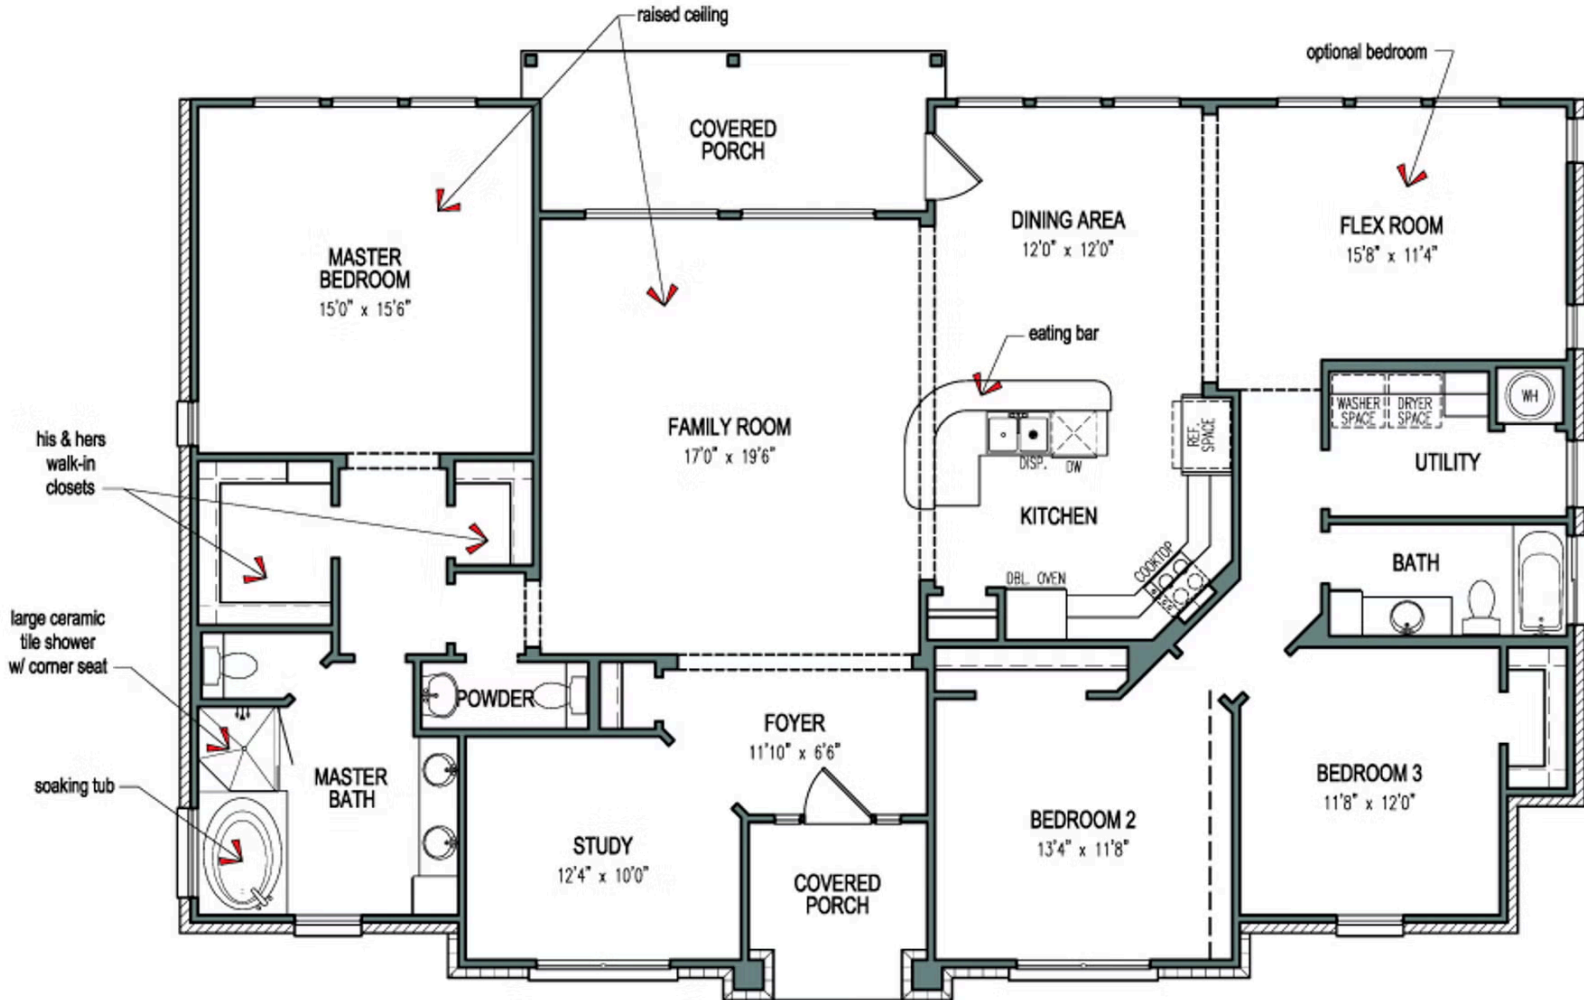 raised ceiling
optional bedroom
COVERED
PORCH
DINING AREA
12'0" x 12'0"
FLEX ROOM
15'8" x 11'4"
MASTER
BEDROOM
15'0" x 15'6"
eating bar
WASHER
SPACE
DRYER
SPACE
WH
his & hers
walk-in
closets
FAMILY ROOM
17'0" x 19'6"
REF.
SPACE
DISP.
DW
UTILITY
KITCHEN
COOKTOP
BATH
DBL. OVEN
large ceramic
tile shower
w/ corner seat
POWDER
FOYER
11'10" x 6'6"
soaking tub
MASTER
BATH
BEDROOM 3
11'8" x 12'0"
BEDROOM 2
13'4" x 11'8"
STUDY
12'4" x 10'0"
COVERED
PORCH